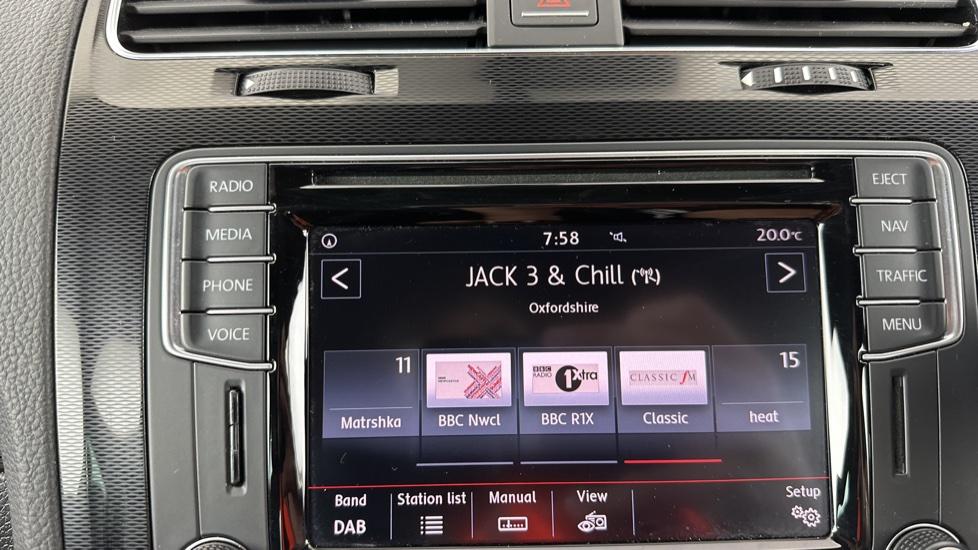 RADIO
MEDIA
PHONE
VOICE
EJECT
NAV
TRAFFIC
MENU
7:58
20.0°C
<
JACK 3 & Chill
>
Oxfordshire
11
Matrshka
BBC Nwcl
BBC RADIO 1Xtra
BBC R1X
CLASSIC fM
Classic
15
heat
Band
DAB
Station list
Manual
View
Setup